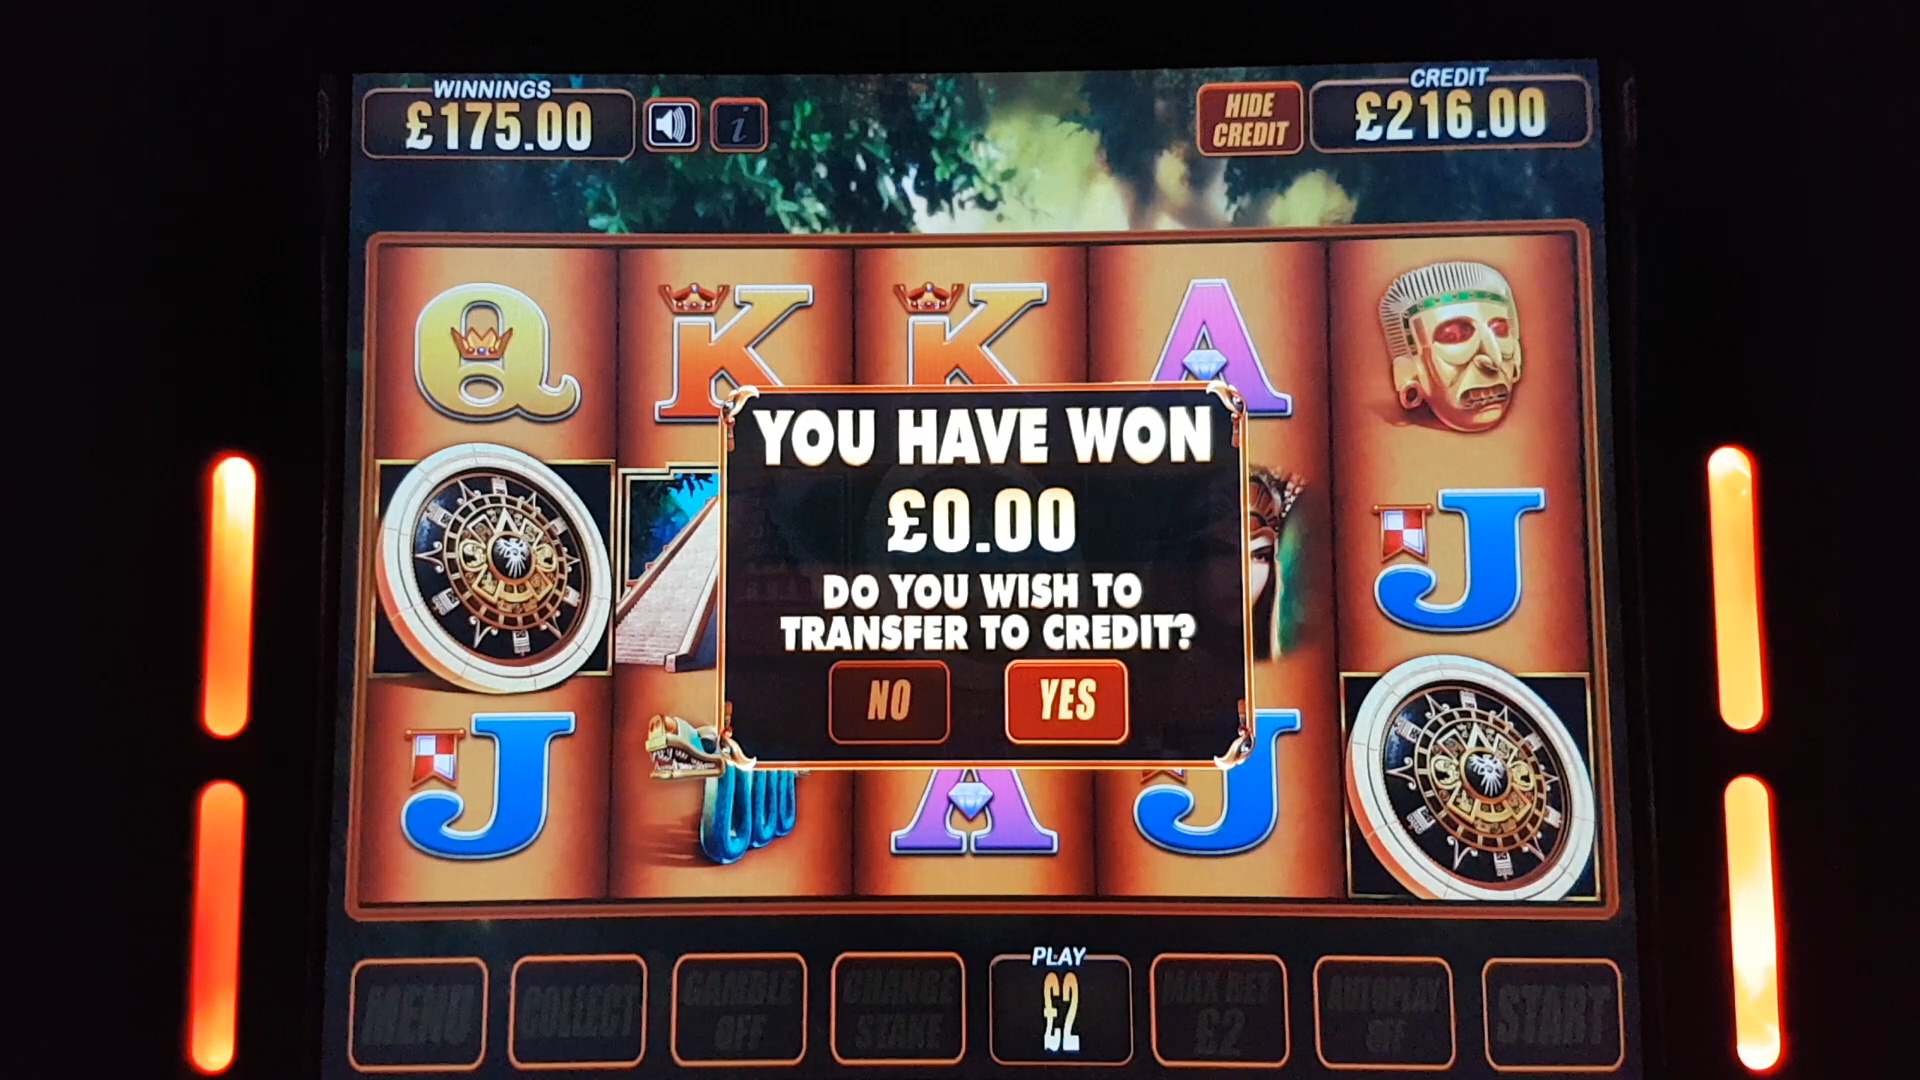 WINNINGS
£175.00
i
HIDE
CREDIT
CREDIT
£216.00
Q
K
K
A
YOU HAVE WON
£0.00
DO YOU WISH TO
TRANSFER TO CREDIT?
NO
YES
J
J
A
J
MENU
COLLECT
GAMBLE
OFF
CHANGE
STAKE
PLAY
£2
MAX BET
£2
AUTOPLAY
OFF
START